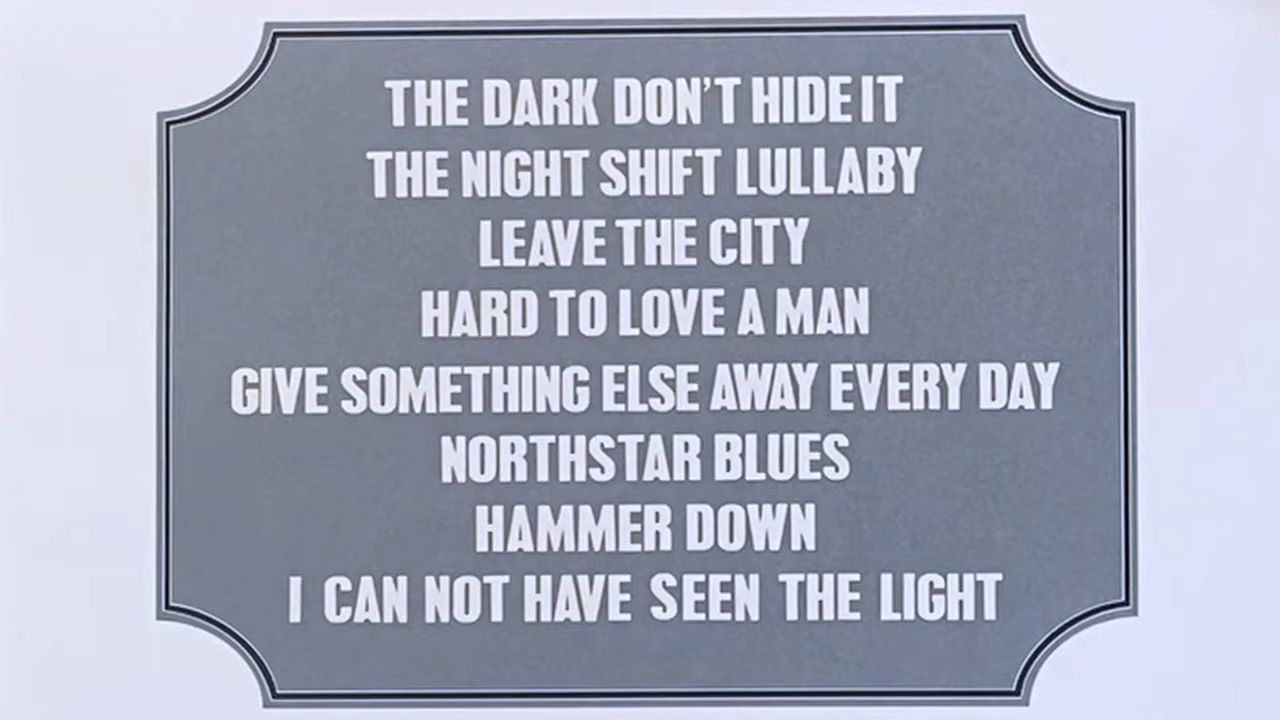 THE DARK DON'T HIDE IT
THE NIGHT SHIFT LULLABY
LEAVE THE CITY
HARD TO LOVE A MAN
GIVE SOMETHING ELSE AWAY EVERY DAY
NORTHSTAR BLUES
HAMMER DOWN
I CAN NOT HAVE SEEN THE LIGHT